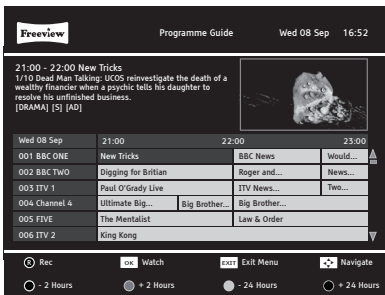 Freeview Programme Guide Wed 08 Sep 16:52
21:00 - 22:00 New Tricks
1/10 Dead Man Talking: UCOS reinvestigate the death of a
wealthy financier when a psychic tells his daughter to
resolve his unfinished business.
[DRAMA] [S] [AD]
Wed 08 Sep 21:00 22:00 23:00
001 BBC ONE New Tricks BBC News Would...
002 BBC TWO Digging for Britian Roger and... News...
003 ITV 1 Paul O'Grady Live ITV News... Two...
004 Channel 4 Ultimate Big... Big Brother... Big Brother...
005 FIVE The Mentalist Law & Order
006 ITV 2 King Kong
R Rec OK Watch EXIT Exit Menu Navigate
- 2 Hours + 2 Hours - 24 Hours + 24 Hours